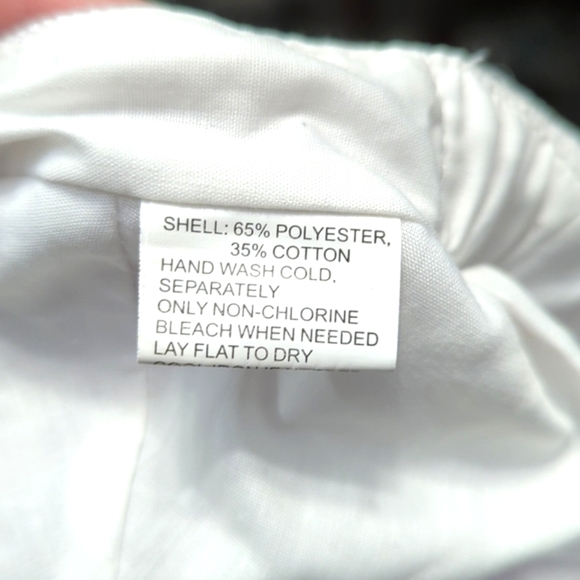 SHELL: 65% POLYESTER,
35% COTTON
HAND WASH COLD,
SEPARATELY
ONLY NON-CHLORINE
BLEACH WHEN NEEDED
LAY FLAT TO DRY